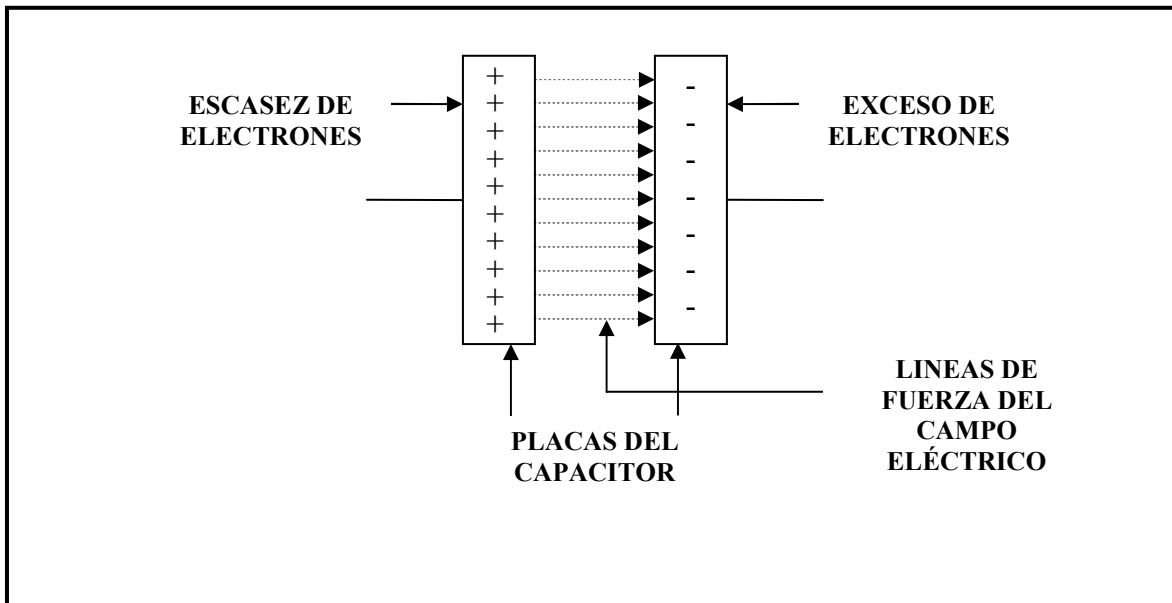 ESCASEZ DE
ELECTRONES
+
+
+
+
+
+
+
+
+
+
-
-
-
-
-
-
-
EXCESO DE
ELECTRONES
PLACAS DEL
CAPACITOR
LINEAS DE
FUERZA DEL
CAMPO
ELÉCTRICO